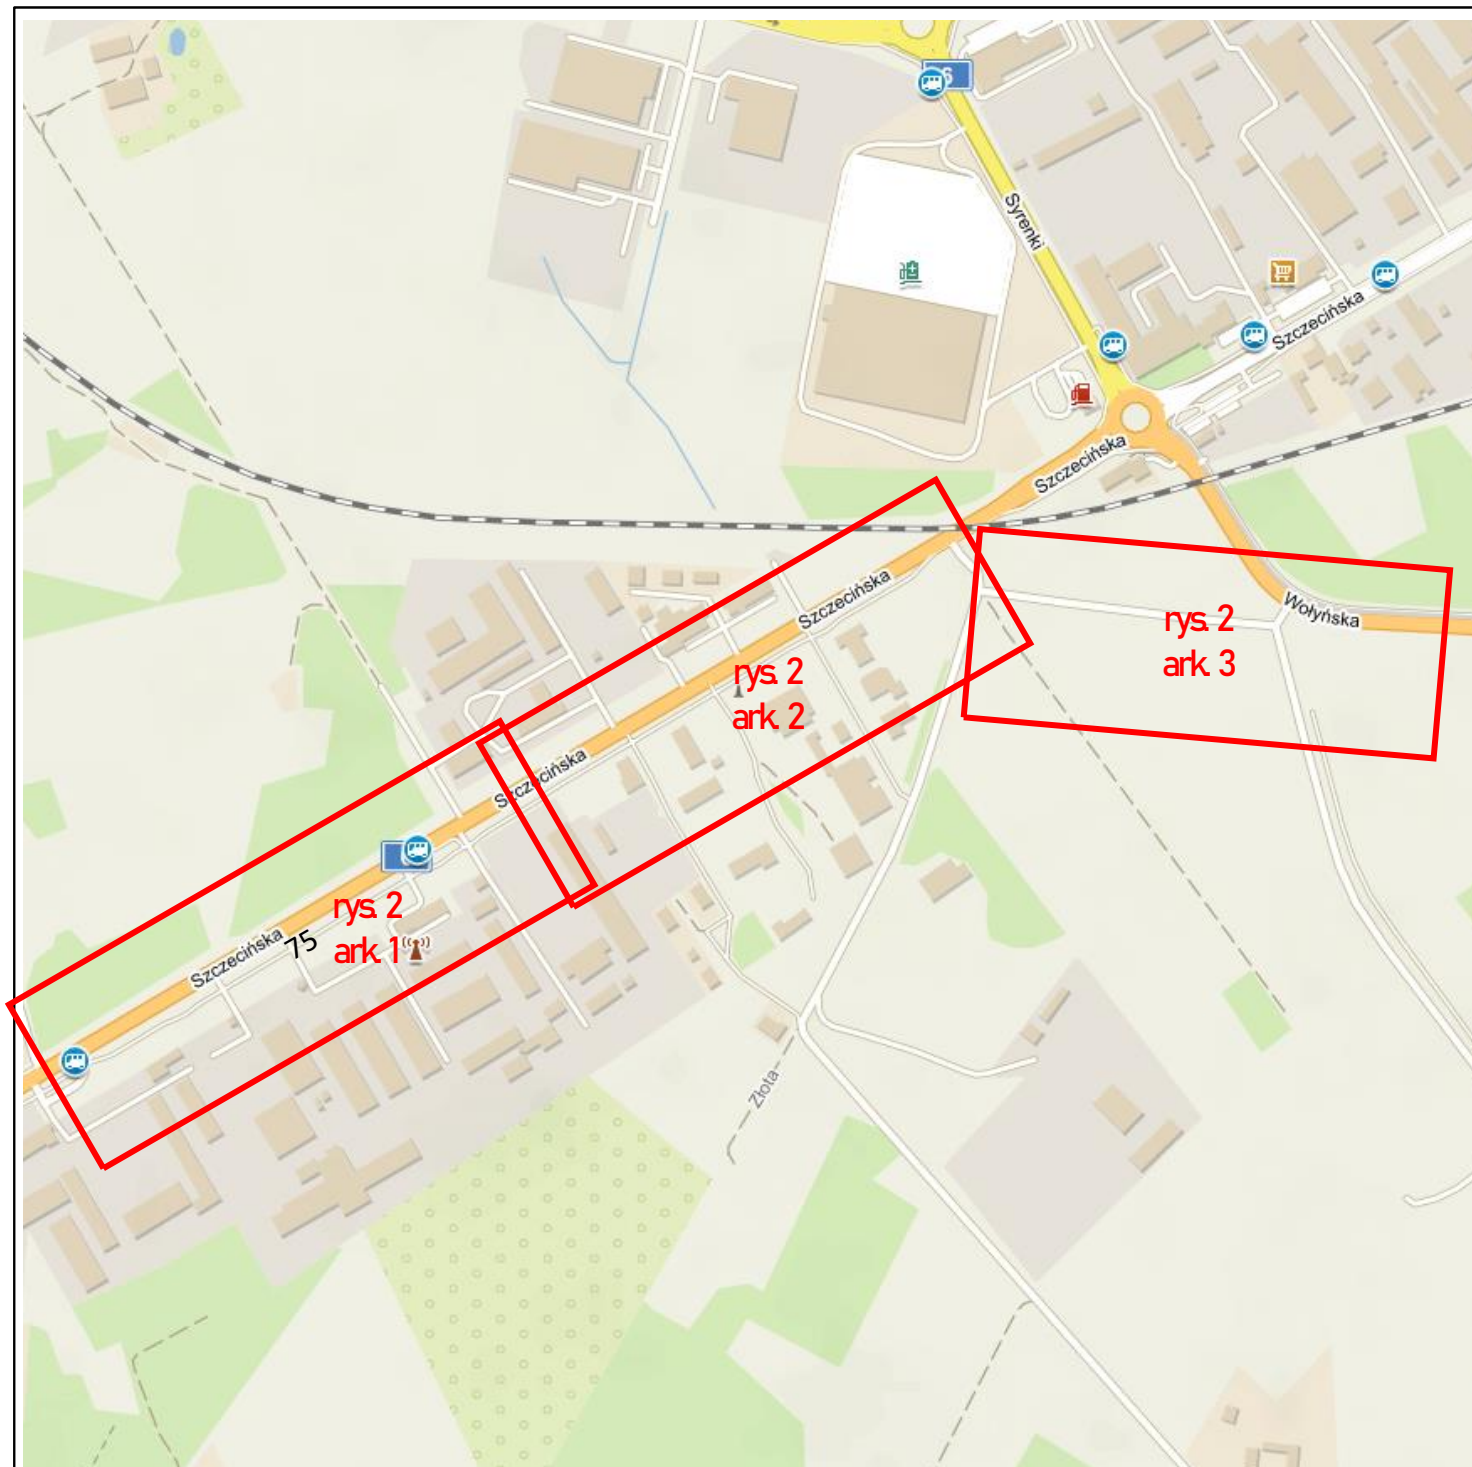 6
Syrenki
Szczecińska
Szczecińska
Szczecińska
Wołyńska
rys. 2
ark. 3
rys. 2
ark. 2
Szczecińska
rys. 2
ark. 1
75
Szczecińska
Złota